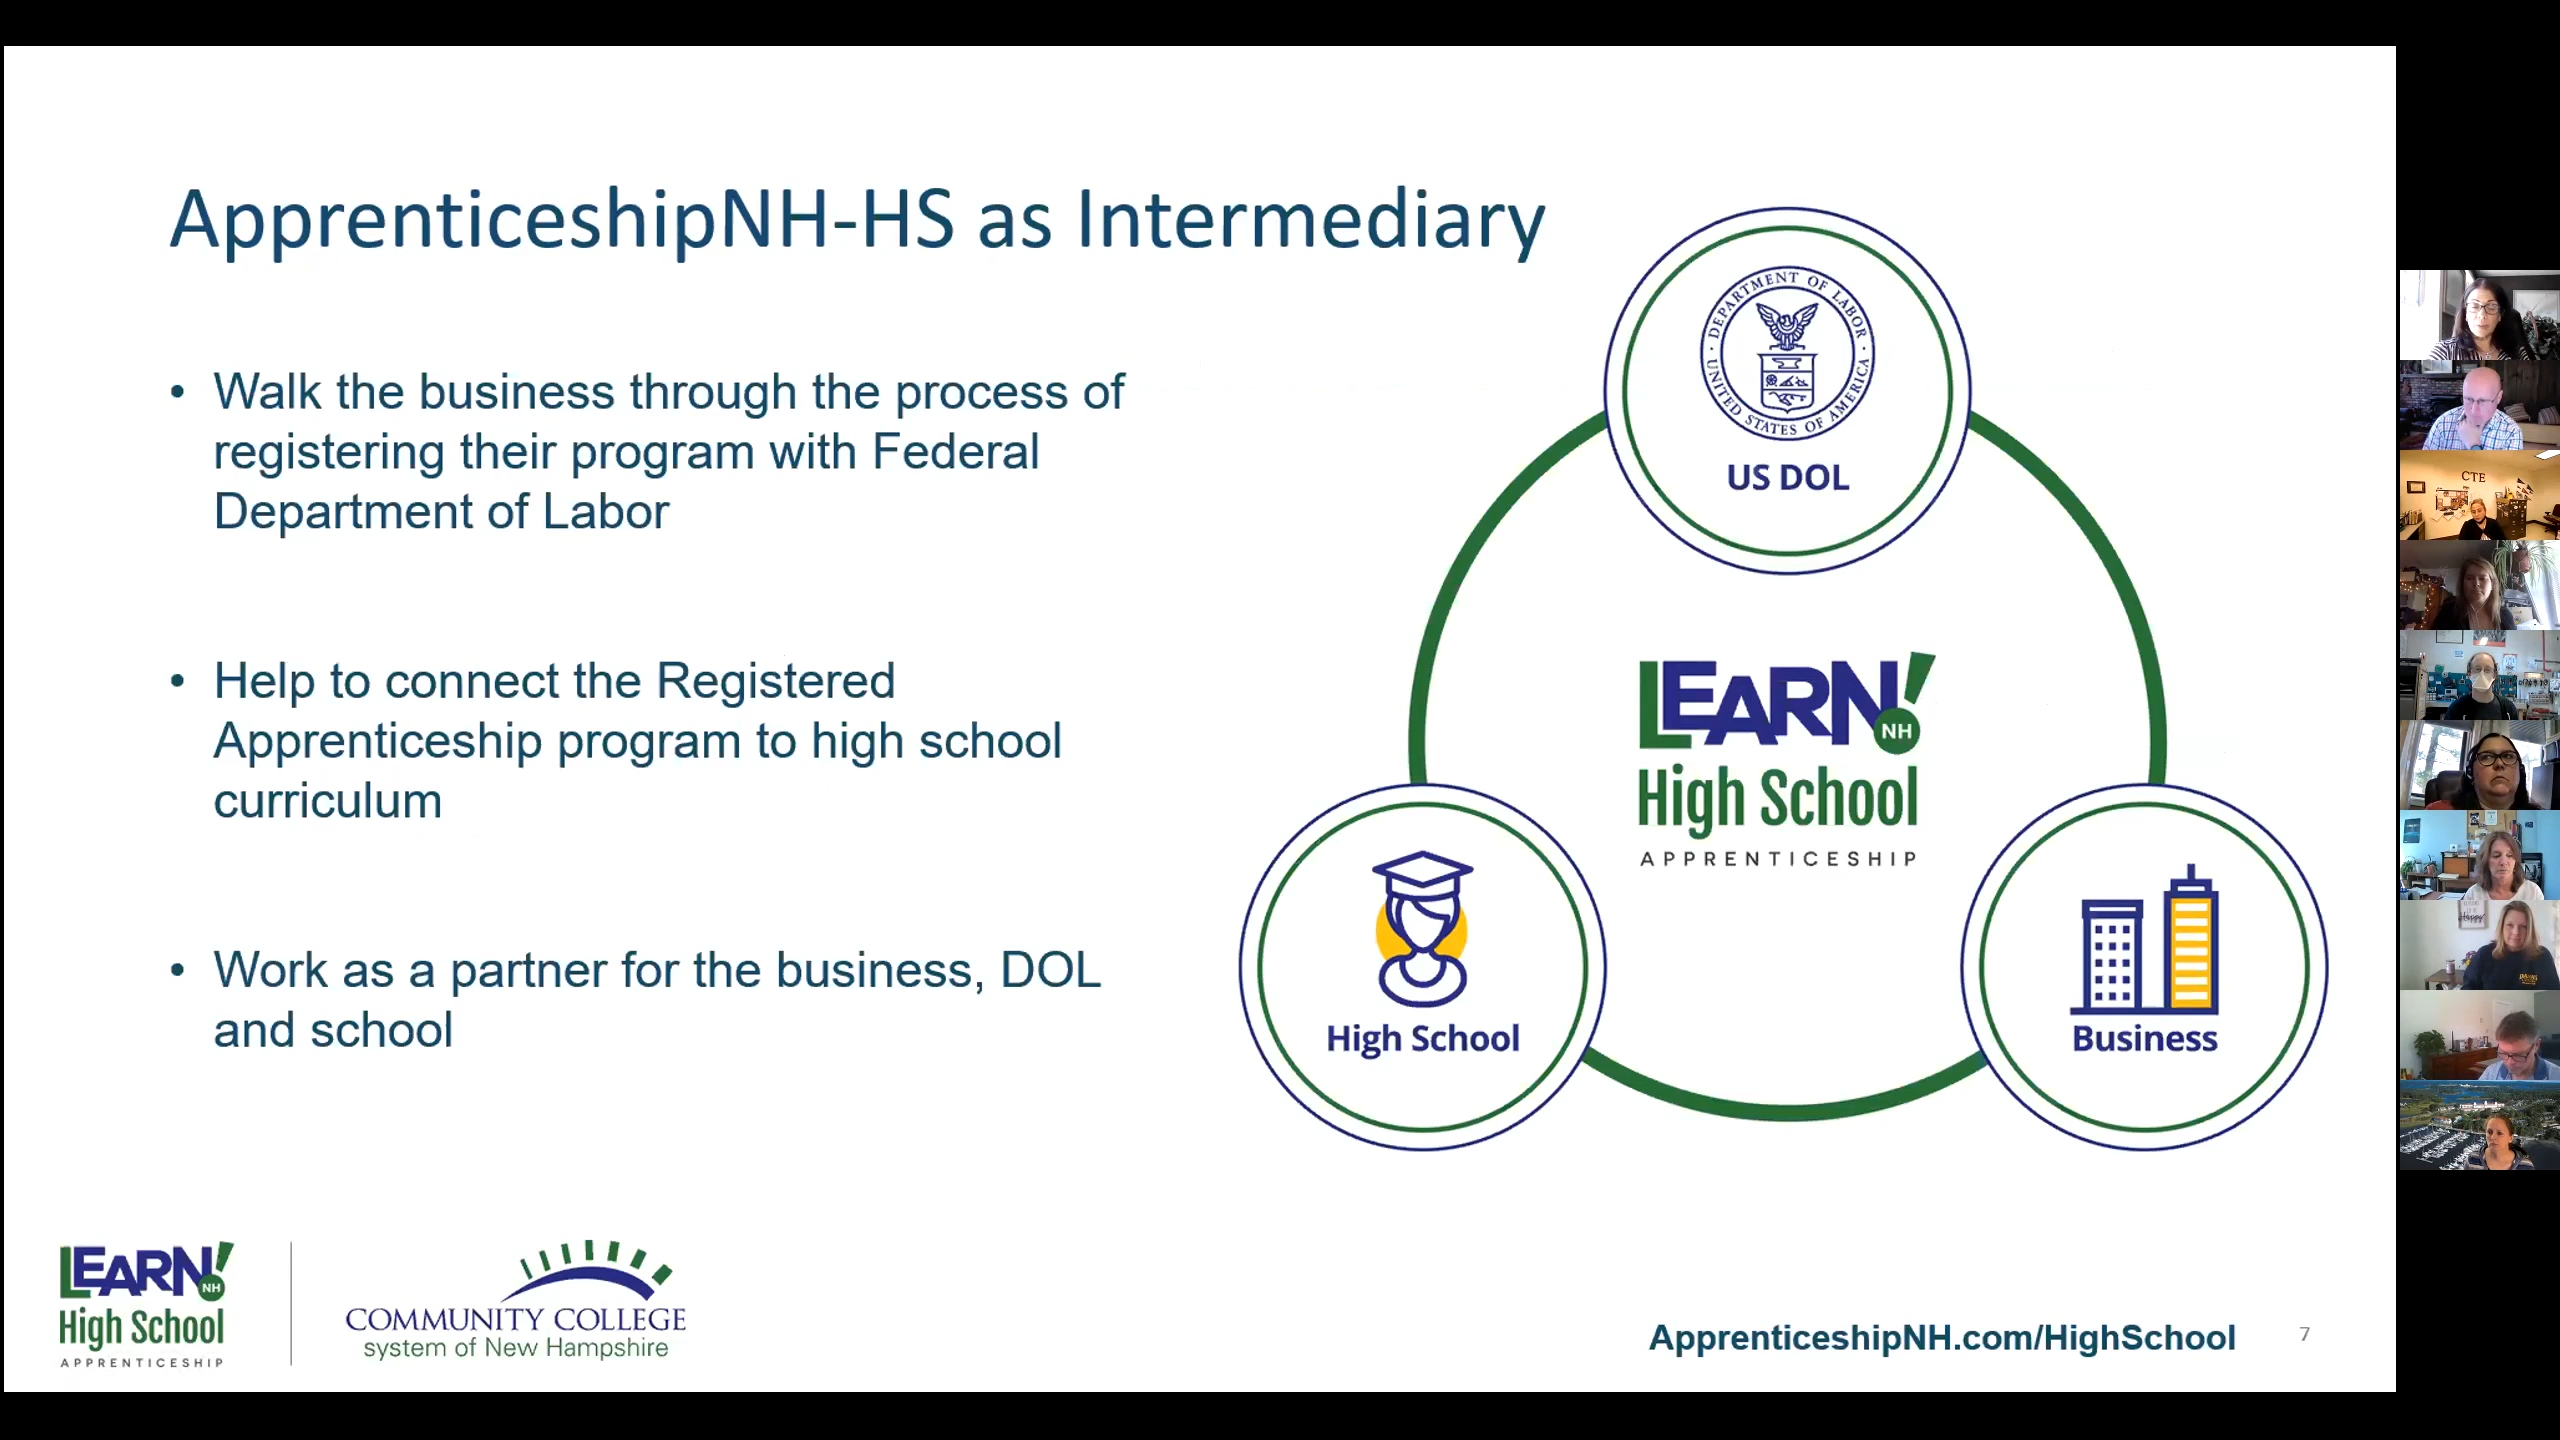 ApprenticeshipNH-HS as Intermediary
• Walk the business through the process of
registering their program with Federal
Department of Labor
• Help to connect the Registered
Apprenticeship program to high school
curriculum
• Work as a partner for the business, DOL
and school
DEPARTMENT OF LABOR
UNITED STATES OF AMERICA
US DOL
LEARN!
NH
High School
APPRENTICESHIP
High School
Business
LEARN!
NH
High School
APPRENTICESHIP
COMMUNITY COLLEGE
system of New Hampshire
ApprenticeshipNH.com/HighSchool
7
CTE